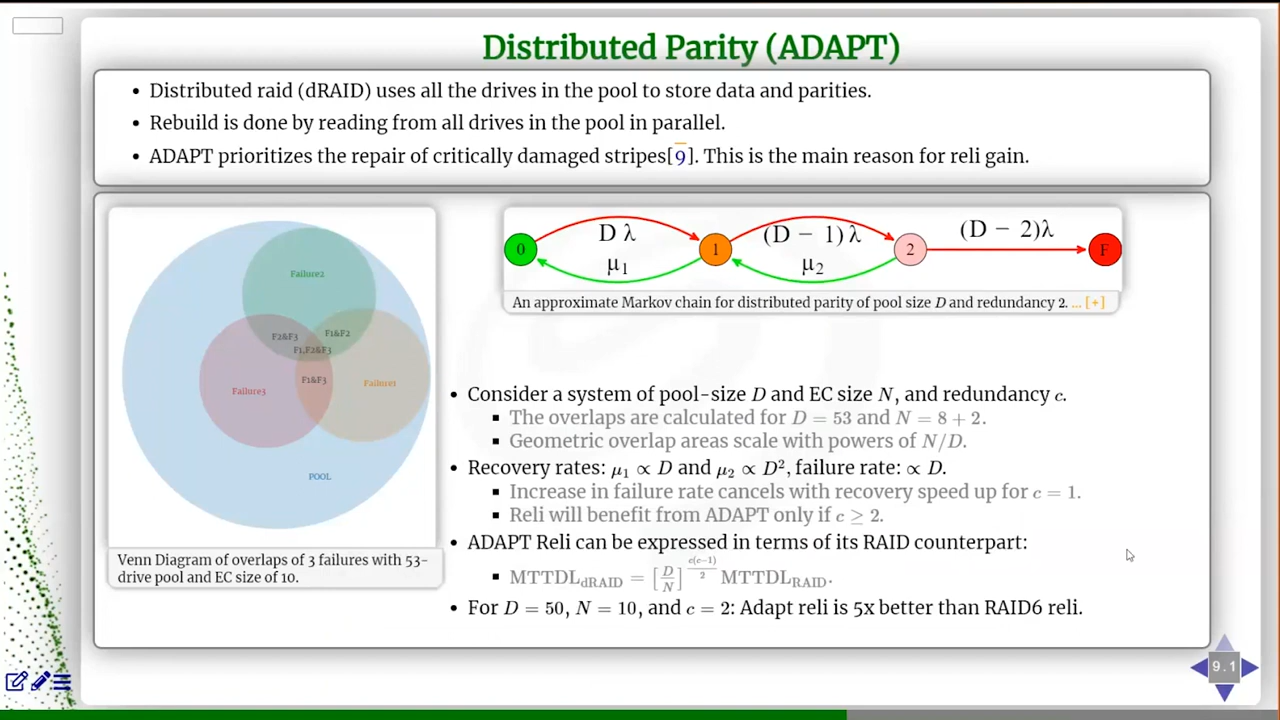 Distributed Parity (ADAPT)
• Distributed raid (dRAID) uses all the drives in the pool to store data and parities.
• Rebuild is done by reading from all drives in the pool in parallel.
• ADAPT prioritizes the repair of critically damaged stripes[9]. This is the main reason for reli gain.
Failure2
F2&F3
F1&F2
F1,F2&F3
Failure3
F1&F3
Failure1
POOL
Venn Diagram of overlaps of 3 failures with 53-
drive pool and EC size of 10.
0
D λ
μ₁
1
(D − 1) λ
μ₂
2
(D − 2)λ
F
An approximate Markov chain for distributed parity of pool size D and redundancy 2. ... [+]
• Consider a system of pool-size D and EC size N, and redundancy c.
▪ The overlaps are calculated for D = 53 and N = 8 + 2.
▪ Geometric overlap areas scale with powers of N/D.
• Recovery rates: μ₁ ∝ D and μ₂ ∝ D², failure rate: ∝ D.
▪ Increase in failure rate cancels with recovery speed up for c = 1.
▪ Reli will benefit from ADAPT only if c ≥ 2.
• ADAPT Reli can be expressed in terms of its RAID counterpart:
▪ MTTDL_dRAID = [D/N]^(c(c−1)/2) MTTDL_RAID.
• For D = 50, N = 10, and c = 2: Adapt reli is 5x better than RAID6 reli.
9.1